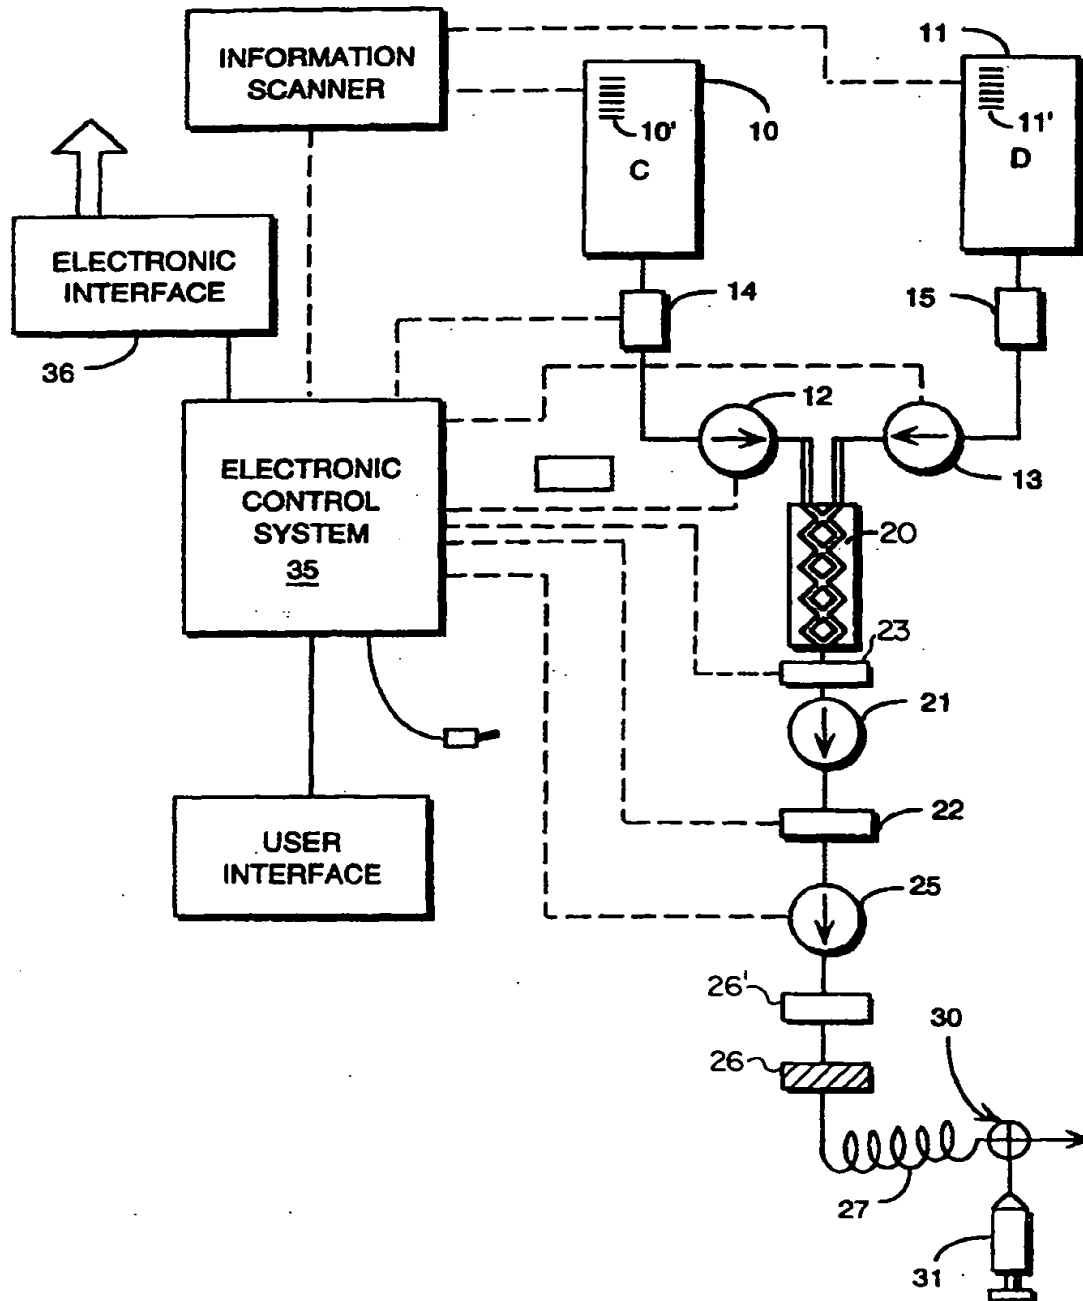 INFORMATION
SCANNER
11
10
10'
C
11'
D
ELECTRONIC
INTERFACE
36
14
15
12
13
ELECTRONIC
CONTROL
SYSTEM
35
20
23
21
22
USER
INTERFACE
25
26'
26
30
27
31